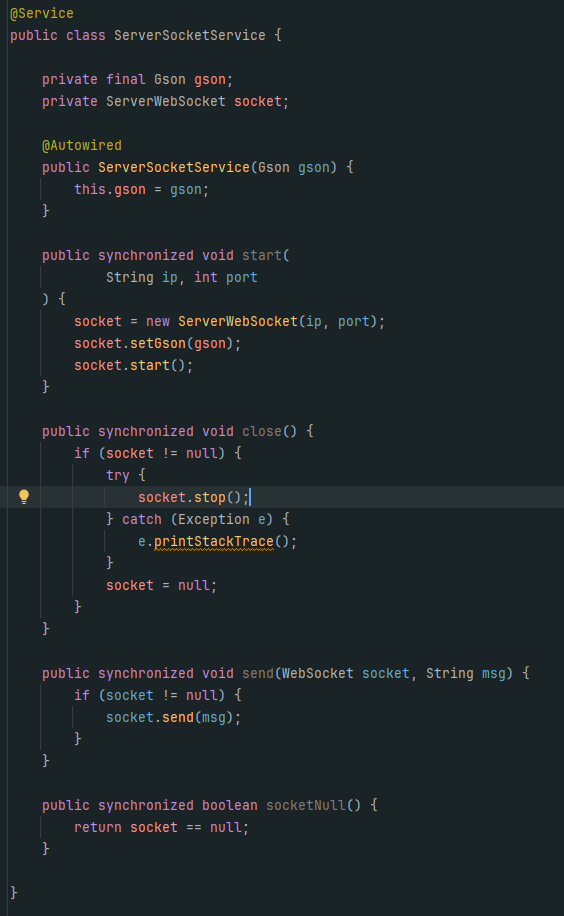 @Service
public class ServerSocketService {
private final Gson gson;
private ServerWebSocket socket;
@Autowired
public ServerSocketService(Gson gson) {
this.gson = gson;
}
public synchronized void start(
String ip, int port
) {
socket = new ServerWebSocket(ip, port);
socket.setGson(gson);
socket.start();
}
public synchronized void close() {
if (socket != null) {
try {
socket.stop();
} catch (Exception e) {
e.printStackTrace();
}
socket = null;
}
}
public synchronized void send(WebSocket socket, String msg) {
if (socket != null) {
socket.send(msg);
}
}
public synchronized boolean socketNull() {
return socket == null;
}
}